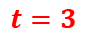 t = 3